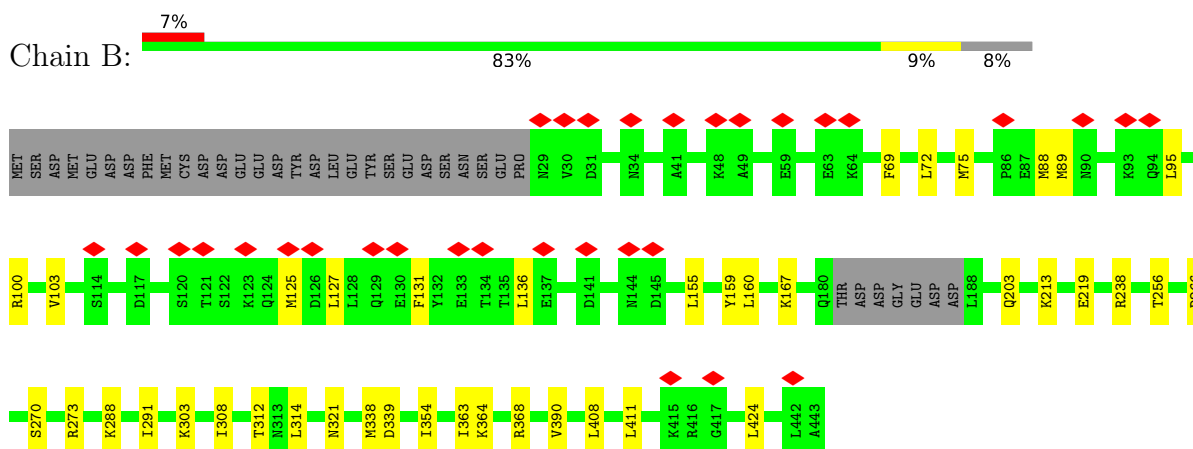 7%
Chain B:
83% 9% 8%
MET SER ASP MET GLU ASP ASP PHE MET CYS ASP ASP GLU GLU ASP TYR ASP LEU GLU TYR SER GLU ASP SER ASN SER GLU PRO N29 V30 D31 N34 A41 K48 A49 E59 E63 K64 F69 L72 M75 P86 E87 M88 M89 N90 K93 Q94 L95
R100 V103 S114 D117 S120 T121 S122 K123 Q124 M125 D126 L127 L128 Q129 E130 F131 Y132 E133 T134 T135 L136 E137 D141 N144 D145 L155 Y159 L160 K167 Q180 THR ASP ASP GLY GLU ASP ASP L188 Q203 K213 E219 R238 T256
S270 R273 K288 I291 K303 I308 T312 N313 L314 N321 M338 D339 I354 I363 K364 R368 V390 L408 L411 K415 R416 G417 L424 L442 A443